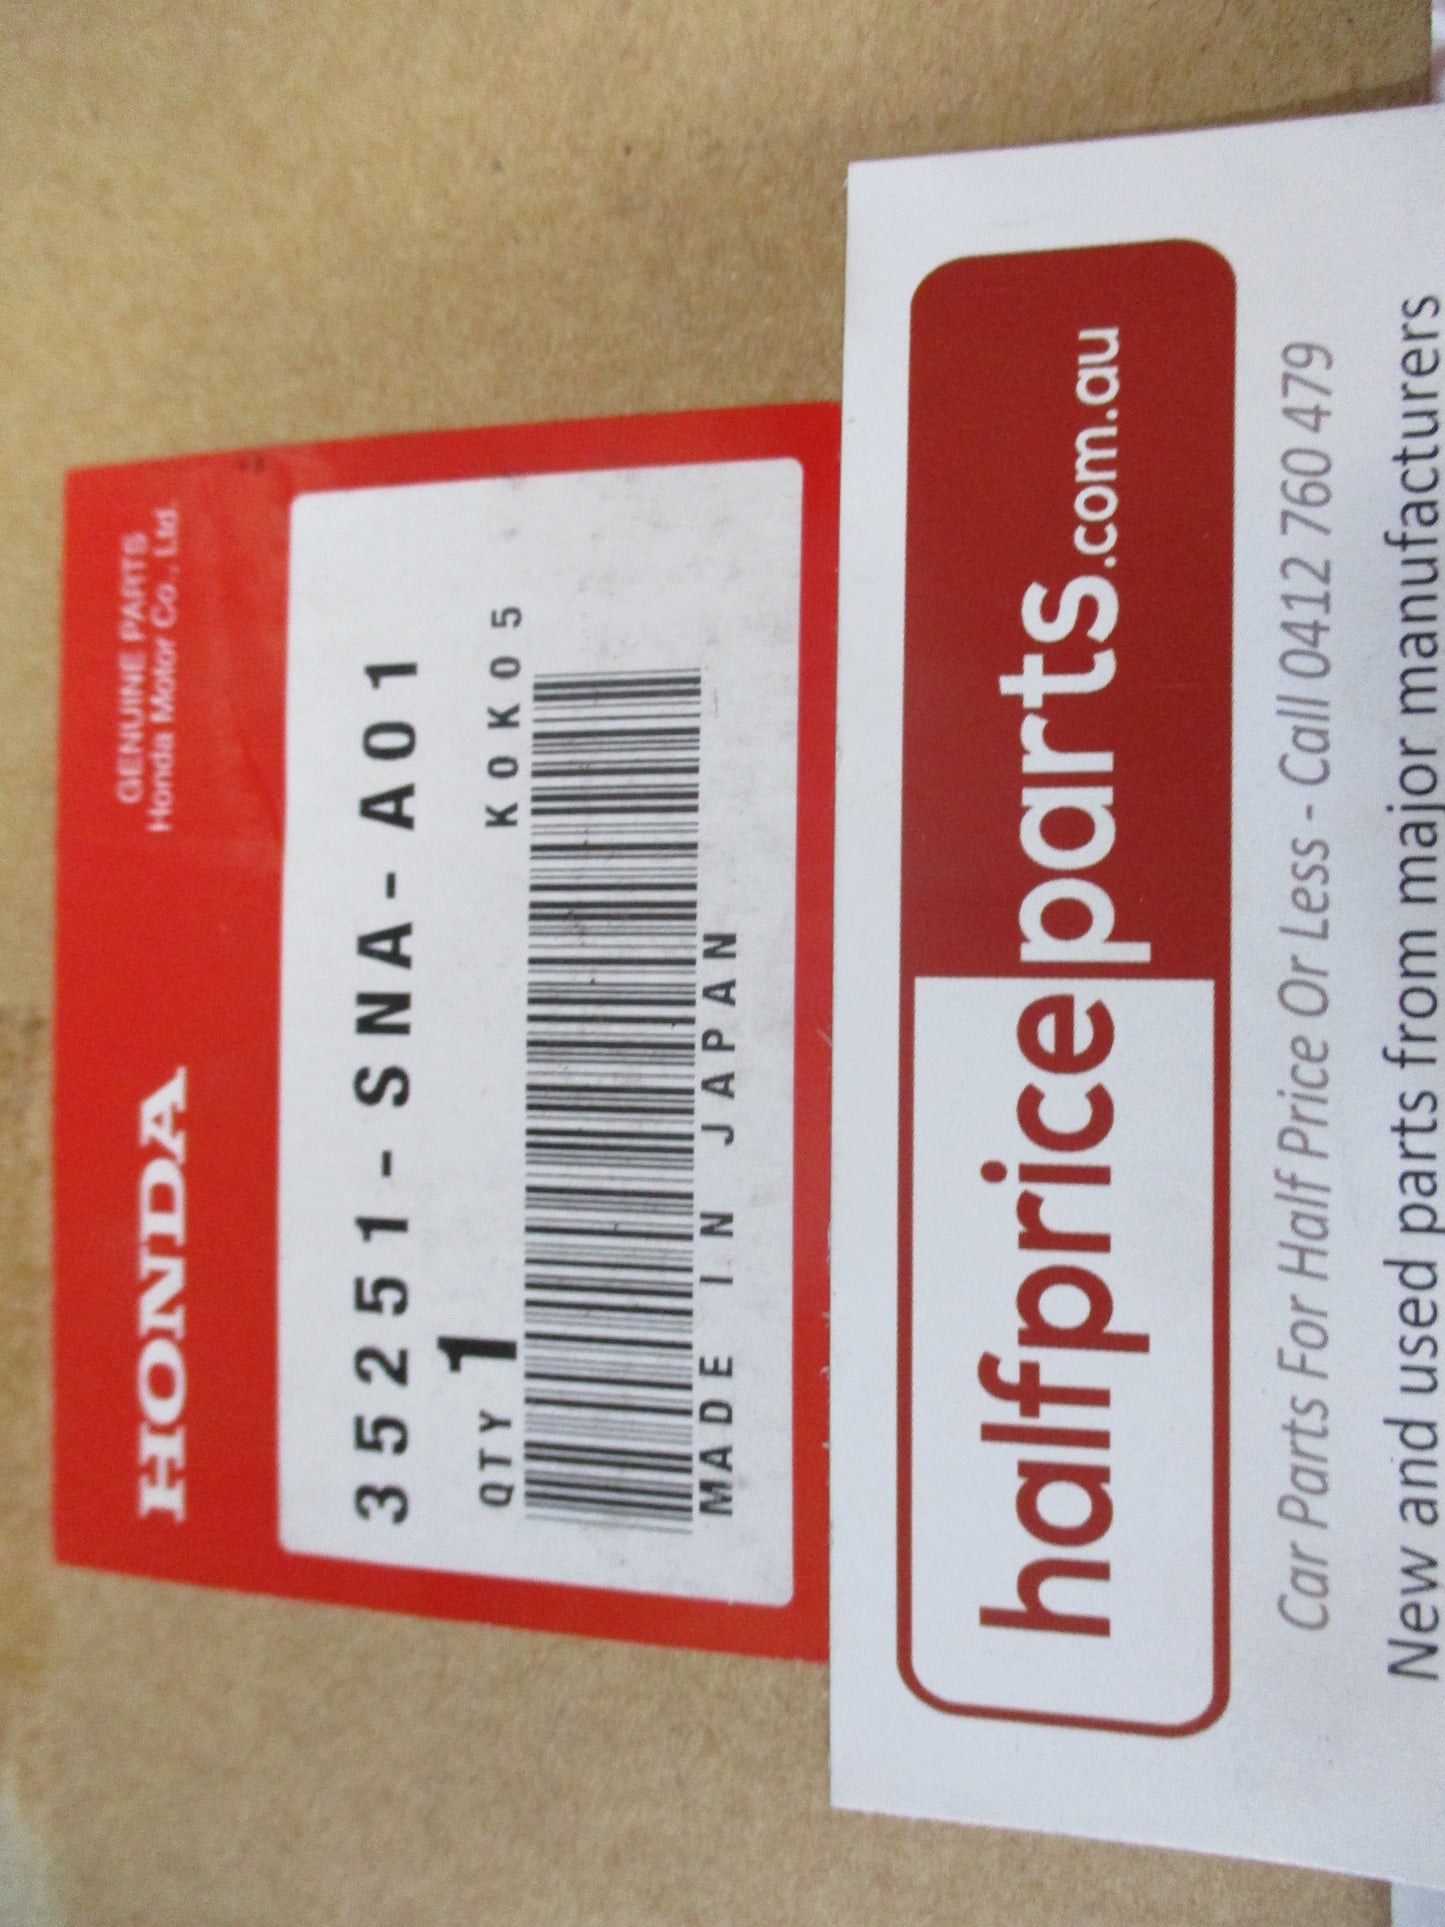 HONDA
GENUINE PARTS
Honda Motor Co., Ltd.
35251-SNA-A01
QTY 1
K0K05
MADE IN JAPAN
halfpriceparts.com.au
Car Parts For Half Price Or Less - Call 0412 760 479
New and used parts from major manufacturers